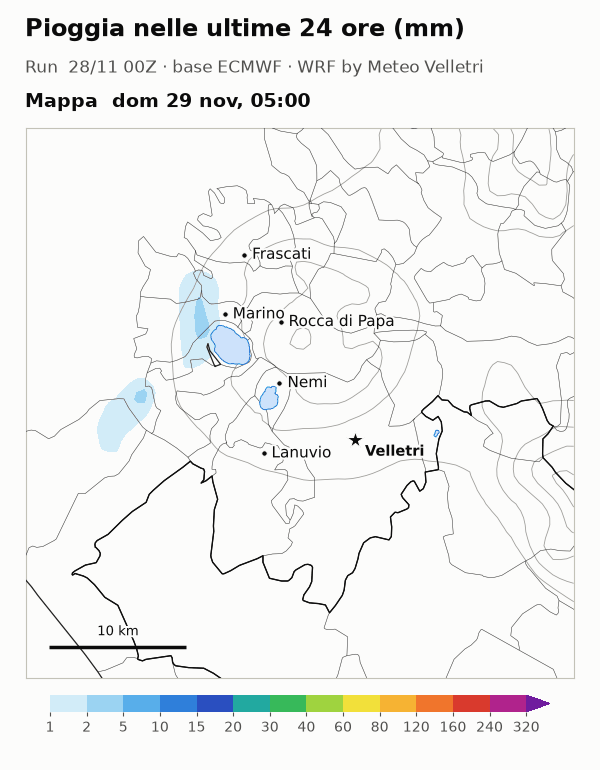 Pioggia nelle ultime 24 ore (mm)
Run  28/11 00Z · base ECMWF · WRF by Meteo Velletri
Mappa  dom 29 nov, 05:00
Frascati
Marino
Rocca di Papa
Nemi
Velletri
Lanuvio
10 km
1 2 5 10 15 20 30 40 60 80 120 160 240 320